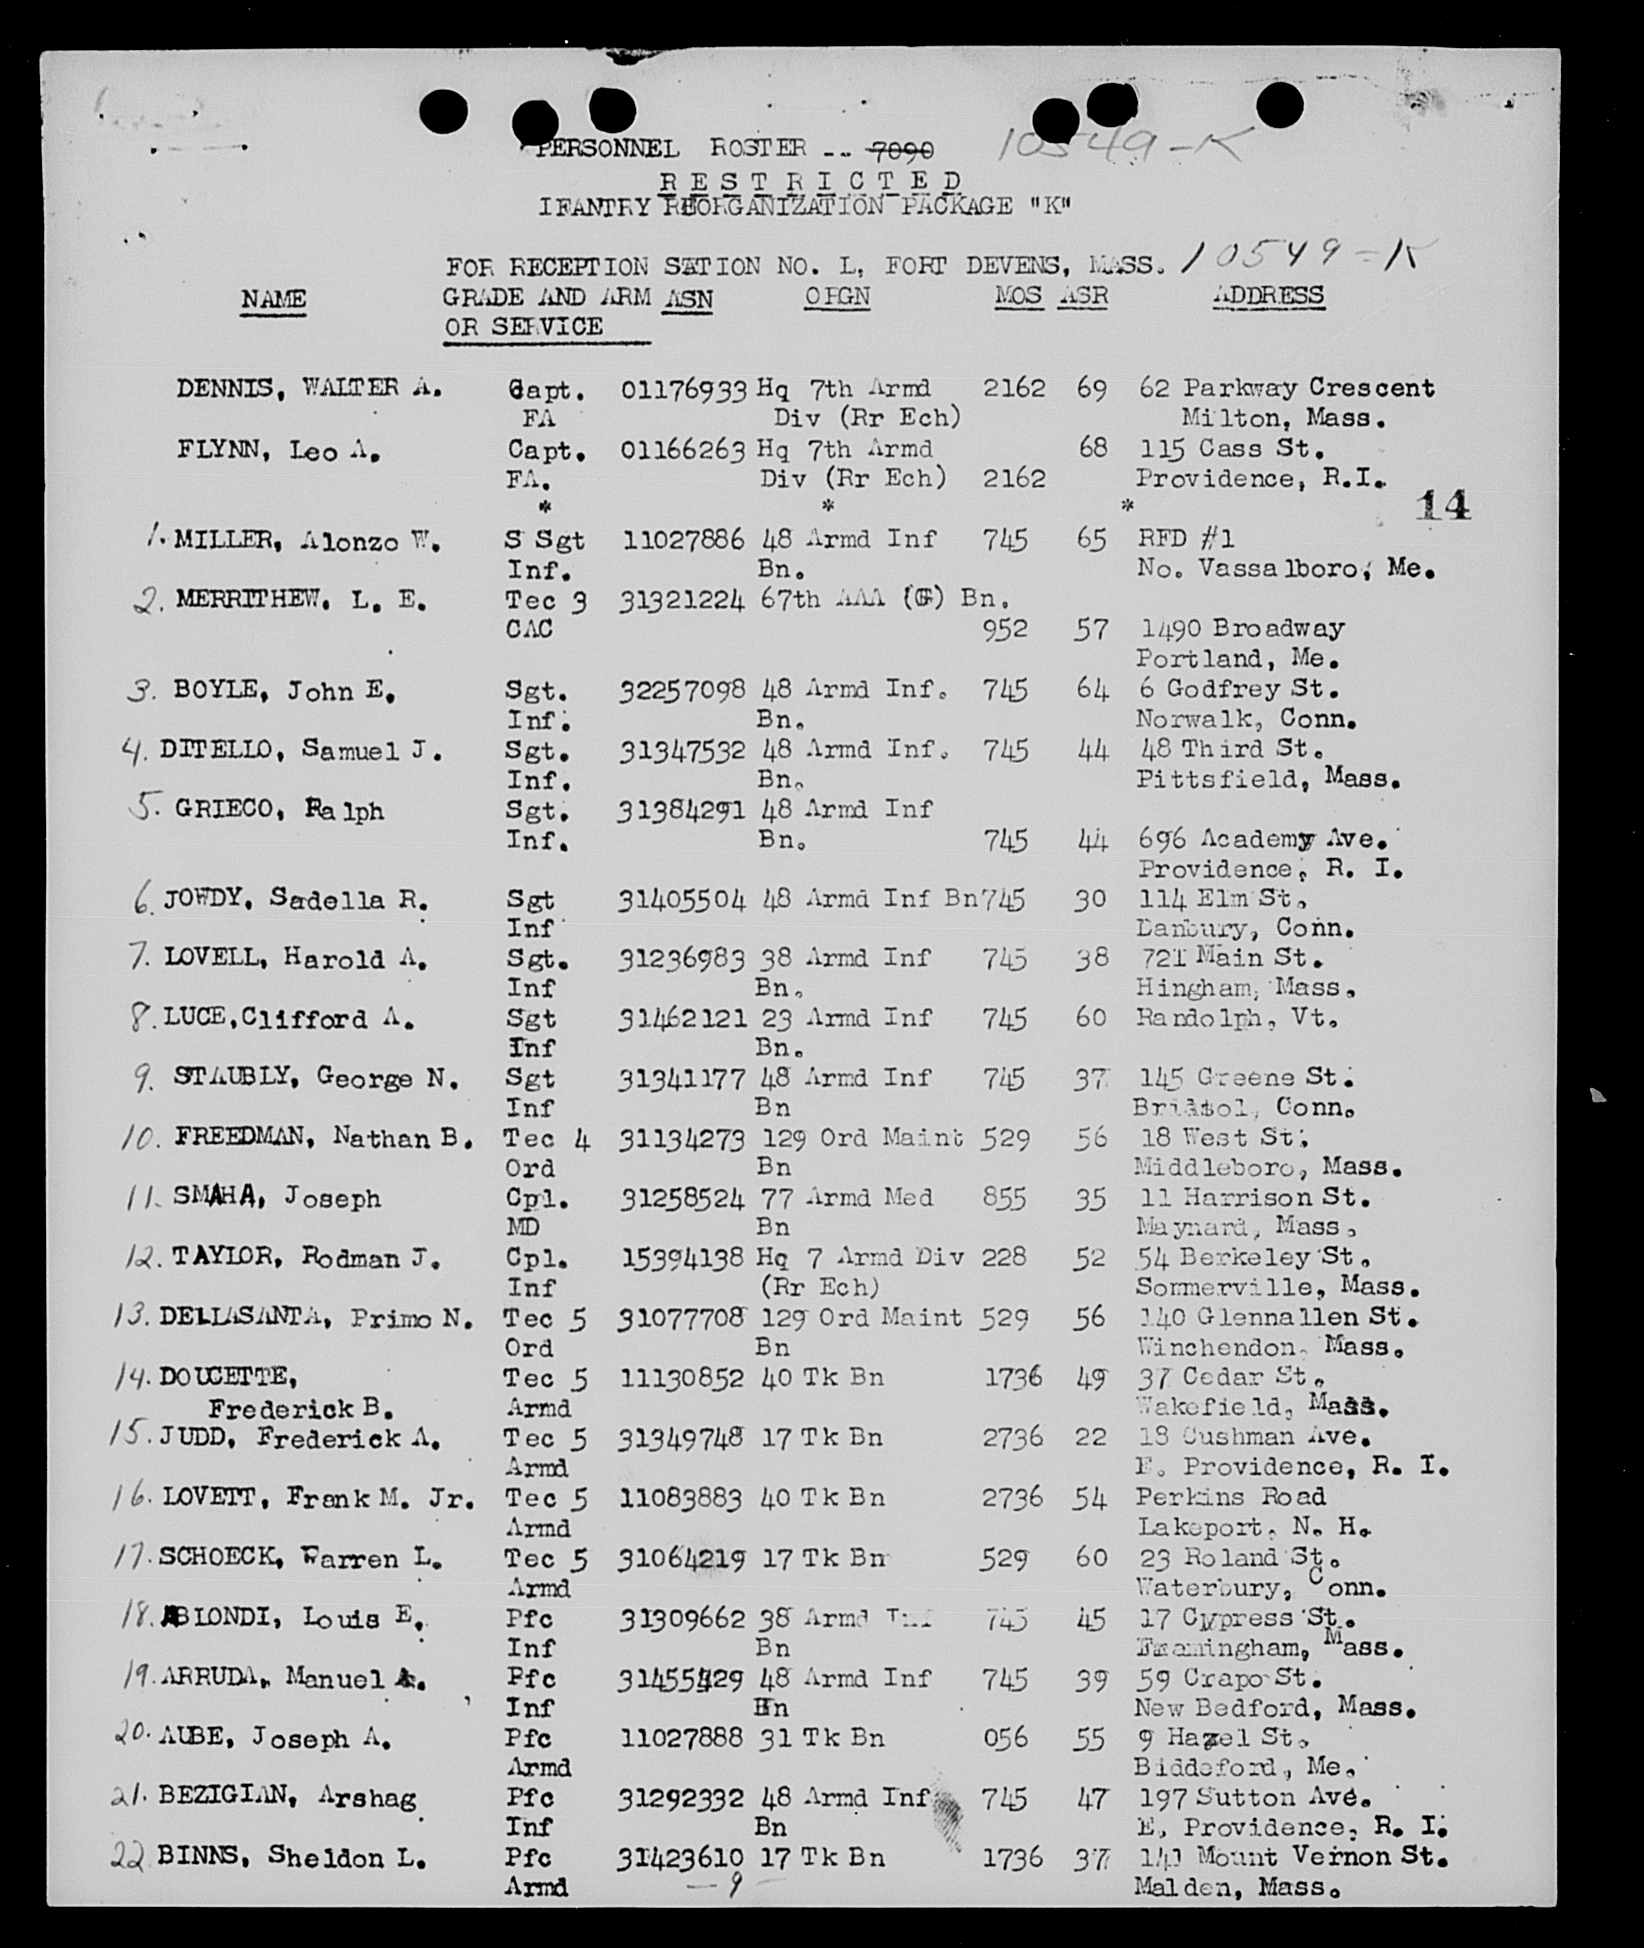 PERSONNEL ROSTER -- 7090 10549-K
RESTRICTED
IFANTRY REORGANIZATION PACKAGE "K"
FOR RECEPTION STATION NO. L, FORT DEVENS, MASS. 10549-K
NAME GRADE AND ARM ASN ORGN MOS ASR ADDRESS
OR SERVICE
DENNIS, WALTER A. Capt. 01176933 Hq 7th Armd 2162 69 62 Parkway Crescent
FA Div (Rr Ech) Milton, Mass.
FLYNN, Leo A. Capt. 01166263 Hq 7th Armd 68 115 Cass St.
FA. Div (Rr Ech) 2162 Providence, R.I.
* * * 14
1. MILLER, Alonzo W. S Sgt 11027886 48 Armd Inf 745 65 RFD #1
Inf. Bn. No. Vassalboro, Me.
2. MERRITHEW. L. E. Tec 3 31321224 67th AAA (G) Bn.
CAC 952 57 1490 Broadway
Portland, Me.
3. BOYLE, John E. Sgt. 32257098 48 Armd Inf. 745 64 6 Godfrey St.
Inf. Bn. Norwalk, Conn.
4. DITELLO, Samuel J. Sgt. 31347532 48 Armd Inf. 745 44 48 Third St.
Inf. Bn. Pittsfield, Mass.
5. GRIECO, Ralph Sgt. 31384291 48 Armd Inf
Inf. Bn. 745 44 696 Academy Ave.
Providence, R. I.
6. JOWDY, Sadella R. Sgt 31405504 48 Armd Inf Bn 745 30 114 Elm St.
Inf Danbury, Conn.
7. LOVELL, Harold A. Sgt. 31236983 38 Armd Inf 745 38 721 Main St.
Inf Bn. Hingham, Mass.
8. LUCE, Clifford A. Sgt 31462121 23 Armd Inf 745 60 Randolph, Vt.
Inf Bn.
9. STAUBLY, George N. Sgt 31341177 48 Armd Inf 745 37 145 Greene St.
Inf Bn Bristol, Conn.
10. FREEDMAN, Nathan B. Tec 4 31134273 129 Ord Maint 529 56 18 West St.
Ord Bn Middleboro, Mass.
11. SMAHA, Joseph Cpl. 31258524 77 Armd Med 855 35 11 Harrison St.
MD Bn Maynard, Mass.
12. TAYLOR, Rodman J. Cpl. 15394138 Hq 7 Armd Div 228 52 54 Berkeley St.
Inf (Rr Ech) Sommerville, Mass.
13. DELLASANTA, Primo N. Tec 5 31077708 129 Ord Maint 529 56 140 Glennallen St.
Ord Bn Winchendon, Mass.
14. DOUCETTE, Tec 5 11130852 40 Tk Bn 1736 49 37 Cedar St.
Frederick B. Armd Wakefield, Mass.
15. JUDD, Frederick A. Tec 5 31349748 17 Tk Bn 2736 22 18 Cushman Ave.
Armd E. Providence, R. I.
16. LOVETT, Frank M. Jr. Tec 5 11083883 40 Tk Bn 2736 54 Perkins Road
Armd Lakeport, N. H.
17. SCHOECK, Warren L. Tec 5 31064219 17 Tk Bn 529 60 23 Roland St.
Armd Waterbury, Conn.
18. ABIONDI, Louis E. Pfc 31309662 38 Armd Inf 745 45 17 Cypress St.
Inf Bn Framingham, Mass.
19. ARRUDA, Manuel A. Pfc 31455429 48 Armd Inf 745 39 59 Crapo St.
Inf Bn New Bedford, Mass.
20. AUBE, Joseph A. Pfc 11027888 31 Tk Bn 056 55 9 Hazel St.
Armd Biddeford, Me.
21. BEZIGIAN, Arshag Pfc 31292332 48 Armd Inf 745 47 197 Sutton Ave.
Inf Bn E. Providence, R. I.
22 BINNS, Sheldon L. Pfc 31423610 17 Tk Bn 1736 37 141 Mount Vernon St.
Armd - 9 - Malden, Mass.